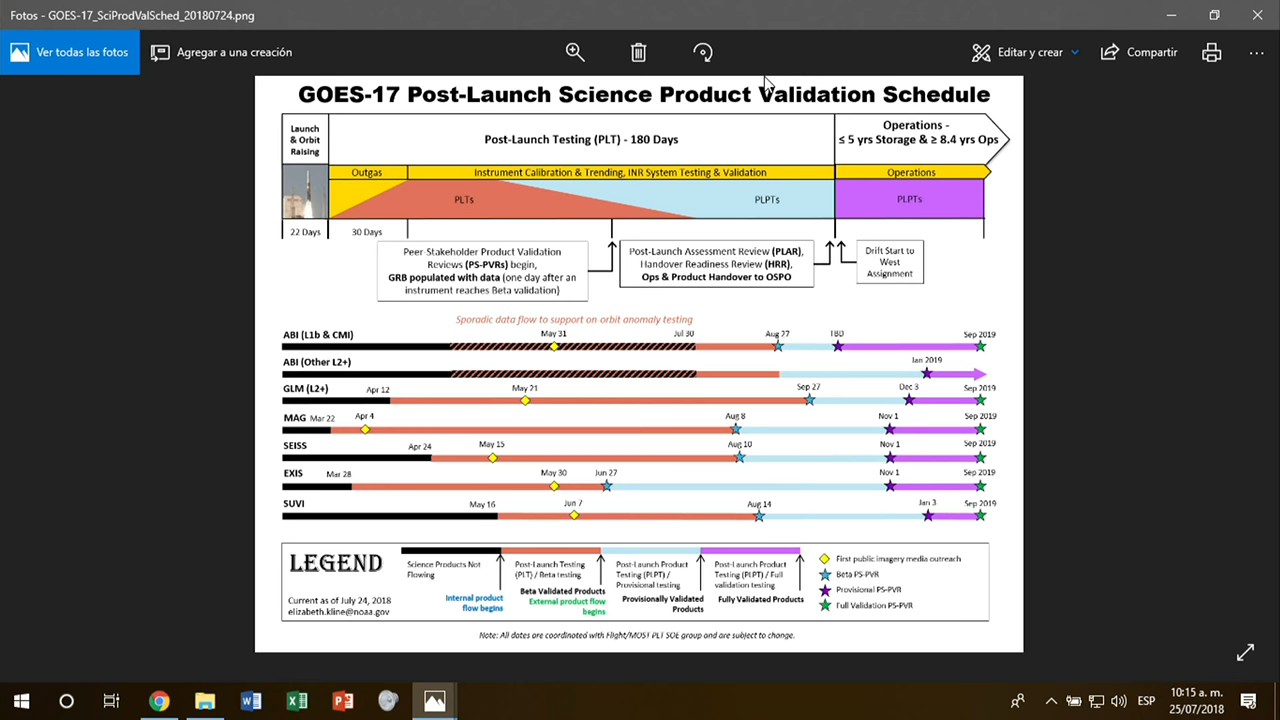 Fotos - GOES-17_SciProdValSched_20180724.png
Ver todas las fotos
Agregar a una creación
Editar y crear
Compartir
GOES-17 Post-Launch Science Product Validation Schedule
Launch
& Orbit
Raising
Post-Launch Testing (PLT) - 180 Days
Operations -
≤ 5 yrs Storage & ≥ 8.4 yrs Ops
Outgas
Instrument Calibration & Trending, INR System Testing & Validation
Operations
PLTs
PLPTs
PLPTs
22 Days
30 Days
Peer-Stakeholder Product Validation
Reviews (PS-PVRs) begin,
GRB populated with data (one day after an
instrument reaches Beta validation)
Post-Launch Assessment Review (PLAR),
Handover Readiness Review (HRR),
Ops & Product Handover to OSPO
Drift Start to
West
Assignment
Sporadic data flow to support on-orbit anomaly testing
ABI (L1b & CMI)
May 31
Jul 30
Aug 27
TBD
Sep 2019
ABI (Other L2+)
Jan 2019
GLM (L2+)
Apr 12
May 21
Sep 27
Dec 3
Sep 2019
MAG
Mar 22
Apr 4
Aug 8
Nov 1
Sep 2019
SEISS
Apr 24
May 15
Aug 10
Nov 1
Sep 2019
EXIS
Mar 28
May 30
Jun 27
Nov 1
Sep 2019
SUVI
May 16
Jun 7
Aug 14
Jan 3
Sep 2019
LEGEND
Current as of July 24, 2018
elizabeth.kline@noaa.gov
Science Products Not
Flowing
Internal product
flow begins
Post-Launch Testing
(PLT) / Beta testing
Beta Validated Products
External product flow
begins
Post-Launch Product
Testing (PLPT) /
Provisional testing
Provisionally Validated
Products
Post-Launch Product
Testing (PLPT) / Full
validation testing
Fully Validated Products
First public imagery media outreach
Beta PS-PVR
Provisional PS-PVR
Full Validation PS-PVR
Note: All dates are coordinated with Flight/MOST PLT SOE group and are subject to change.
ESP
10:15 a. m.
25/07/2018